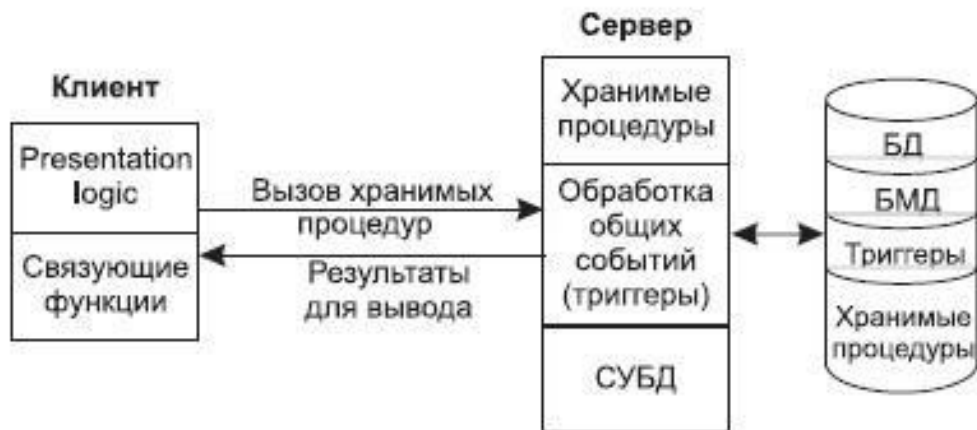 Клиент
Presentation
logic
Связующие
функции
Вызов хранимых
процедур
Результаты
для вывода
Сервер
Хранимые
процедуры
Обработка
общих
событий
(триггеры)
СУБД
БД
БМД
Триггеры
Хранимые
процедуры